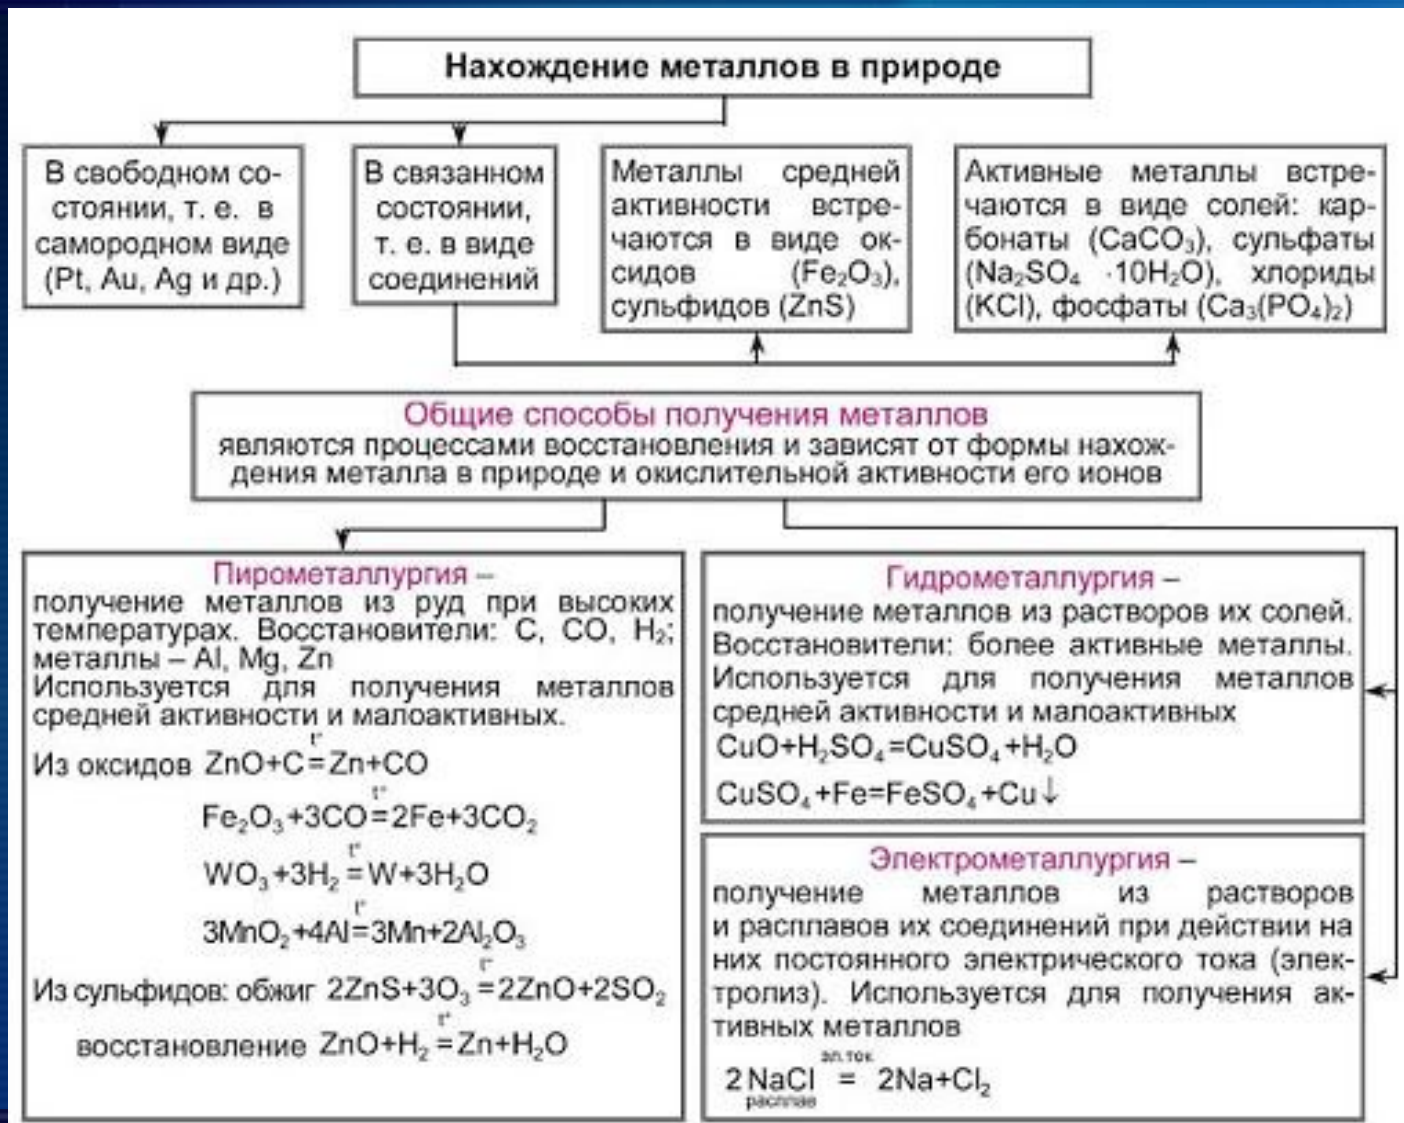 Нахождение металлов в природе
В свободном со-
стоянии, т. е. в
самородном виде
(Pt, Au, Ag и др.)
В связанном
состоянии,
т. е. в виде
соединений
Металлы средней
активности встре-
чаются в виде ок-
сидов (Fe₂O₃),
сульфидов (ZnS)
Активные металлы встре-
чаются в виде солей: кар-
бонаты (CaCO₃), сульфаты
(Na₂SO₄ ·10H₂O), хлориды
(KCl), фосфаты (Ca₃(PO₄)₂)
Общие способы получения металлов
являются процессами восстановления и зависят от формы нахож-
дения металла в природе и окислительной активности его ионов
Пирометаллургия –
получение металлов из руд при высоких
температурах. Восстановители: C, CO, H₂;
металлы – Al, Mg, Zn
Используется для получения металлов
средней активности и малоактивных.
t°
Из оксидов ZnO+C=Zn+CO
t°
Fe₂O₃+3CO=2Fe+3CO₂
t°
WO₃+3H₂=W+3H₂O
t°
3MnO₂+4Al=3Mn+2Al₂O₃
t°
Из сульфидов: обжиг 2ZnS+3O₃=2ZnO+2SO₂
t°
восстановление ZnO+H₂=Zn+H₂O
Гидрометаллургия –
получение металлов из растворов их солей.
Восстановители: более активные металлы.
Используется для получения металлов
средней активности и малоактивных
CuO+H₂SO₄=CuSO₄+H₂O
CuSO₄+Fe=FeSO₄+Cu↓
Электрометаллургия –
получение металлов из растворов
и расплавов их соединений при действии на
них постоянного электрического тока (элек-
тролиз). Используется для получения ак-
тивных металлов
эл.ток
2NaCl = 2Na+Cl₂
расплав